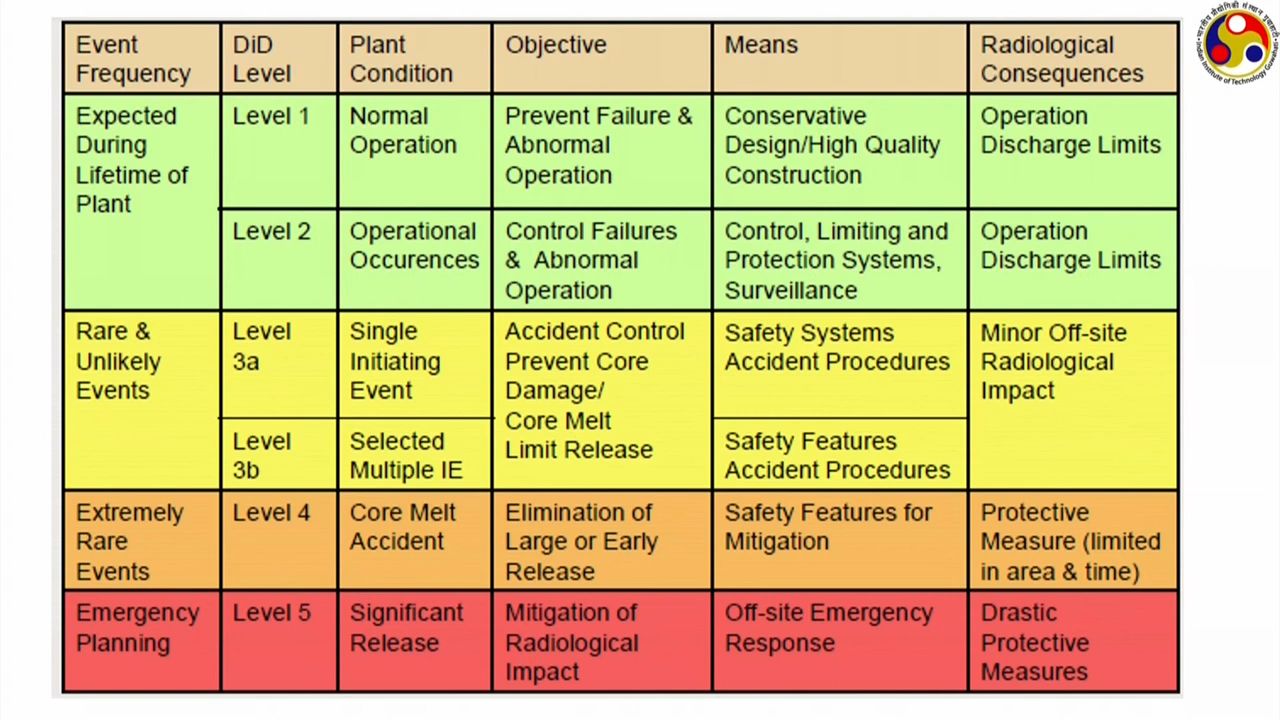 Event
Frequency
DiD
Level
Plant
Condition
Objective
Means
Radiological
Consequences
Expected
During
Lifetime of
Plant
Level 1
Normal
Operation
Prevent Failure &
Abnormal
Operation
Conservative
Design/High Quality
Construction
Operation
Discharge Limits
Level 2
Operational
Occurences
Control Failures
& Abnormal
Operation
Control, Limiting and
Protection Systems,
Surveillance
Operation
Discharge Limits
Rare &
Unlikely
Events
Level
3a
Single
Initiating
Event
Accident Control
Prevent Core
Damage/
Core Melt
Limit Release
Safety Systems
Accident Procedures
Minor Off-site
Radiological
Impact
Level
3b
Selected
Multiple IE
Safety Features
Accident Procedures
Extremely
Rare
Events
Level 4
Core Melt
Accident
Elimination of
Large or Early
Release
Safety Features for
Mitigation
Protective
Measure (limited
in area & time)
Emergency
Planning
Level 5
Significant
Release
Mitigation of
Radiological
Impact
Off-site Emergency
Response
Drastic
Protective
Measures
Indian Institute of Technology Guwahati